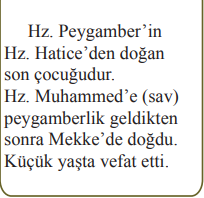 Hz. Peygamber’in
Hz. Hatice’den doğan
son çocuğudur.
Hz. Muhammed’e (sav)
peygamberlik geldikten
sonra Mekke’de doğdu.
Küçük yaşta vefat etti.